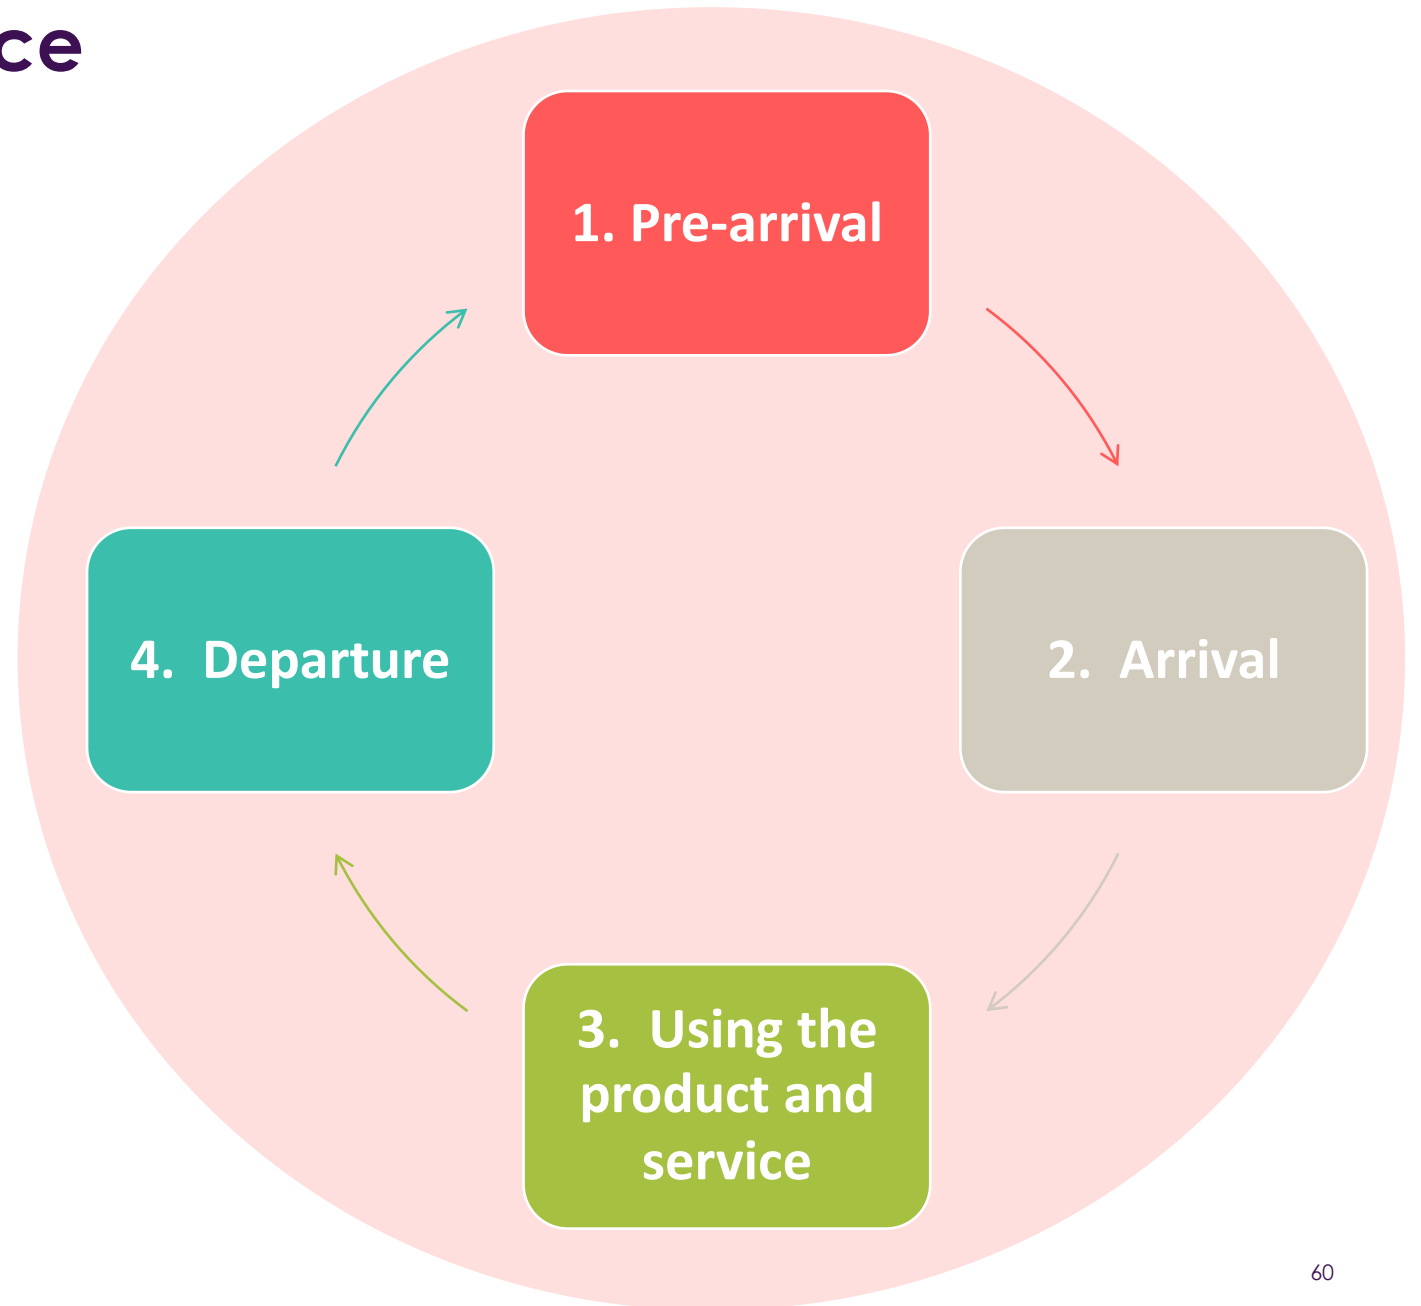 ce
1. Pre-arrival
4.  Departure
2.  Arrival
3.  Using the
product and
service
60